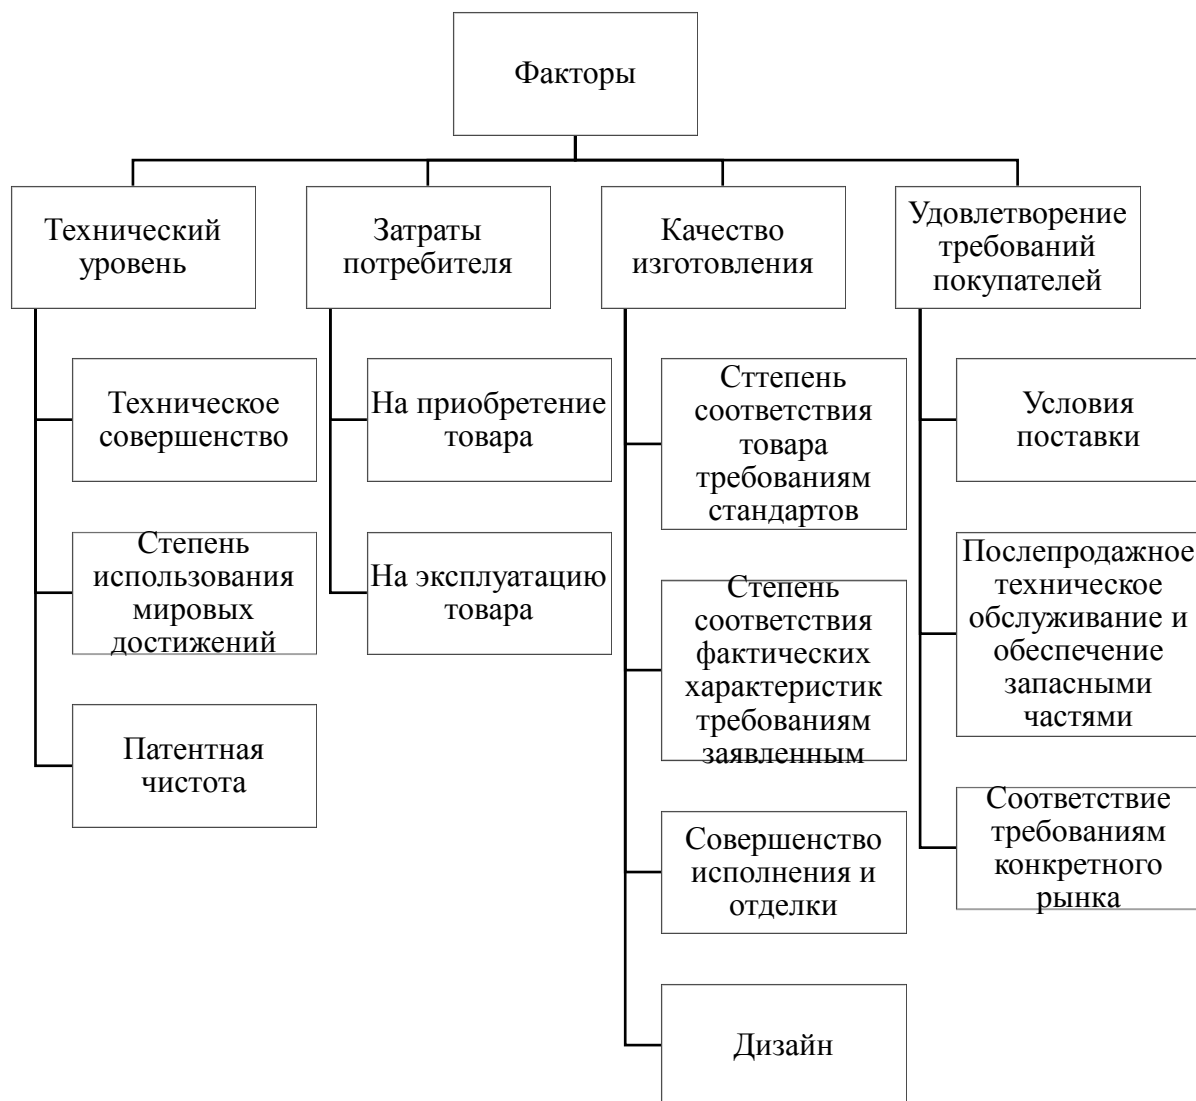 Факторы
Технический
уровень
Техническое
совершенство
Степень
использования
мировых
достижений
Патентная
чистота
Затраты
потребителя
На приобретение
товара
На эксплуатацию
товара
Качество
изготовления
Сттепень
соответствия
товара
требованиям
стандартов
Степень
соответствия
фактических
характеристик
требованиям
заявленным
Совершенство
исполнения и
отделки
Дизайн
Удовлетворение
требований
покупателей
Условия
поставки
Послепродажное
техническое
обслуживание и
обеспечение
запасными
частями
Соответствие
требованиям
конкретного
рынка